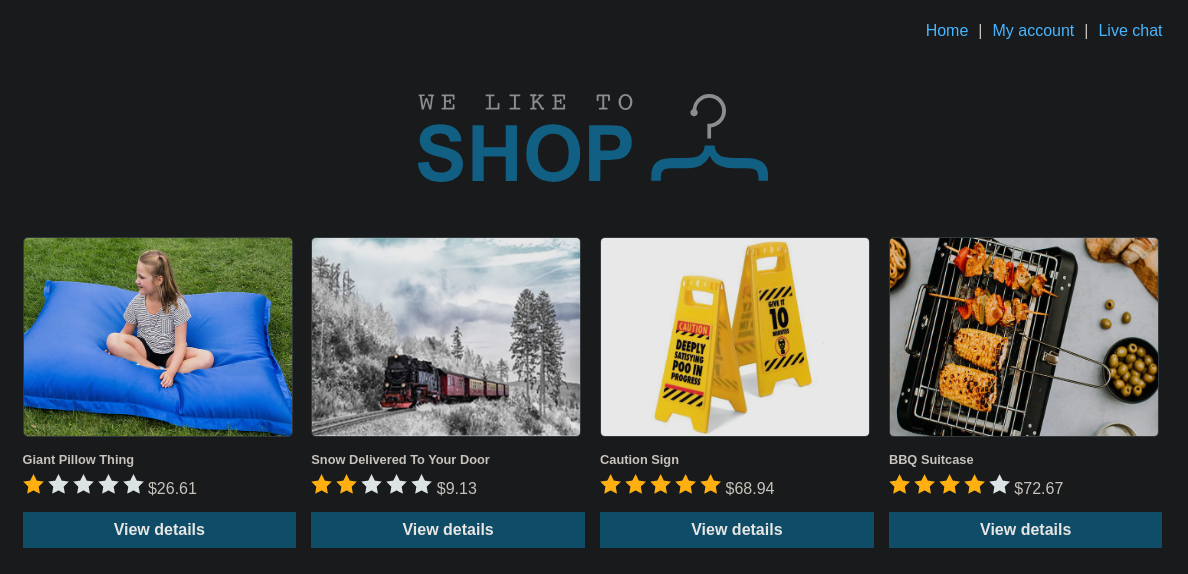 Home | My account | Live chat
WE LIKE TO
SHOP
CAUTION
DEEPLY
SATISFYING
POO IN
PROGRESS
GIVE IT
10
MINUTES
Giant Pillow Thing
Snow Delivered To Your Door
Caution Sign
BBQ Suitcase
$26.61
$9.13
$68.94
$72.67
View details
View details
View details
View details